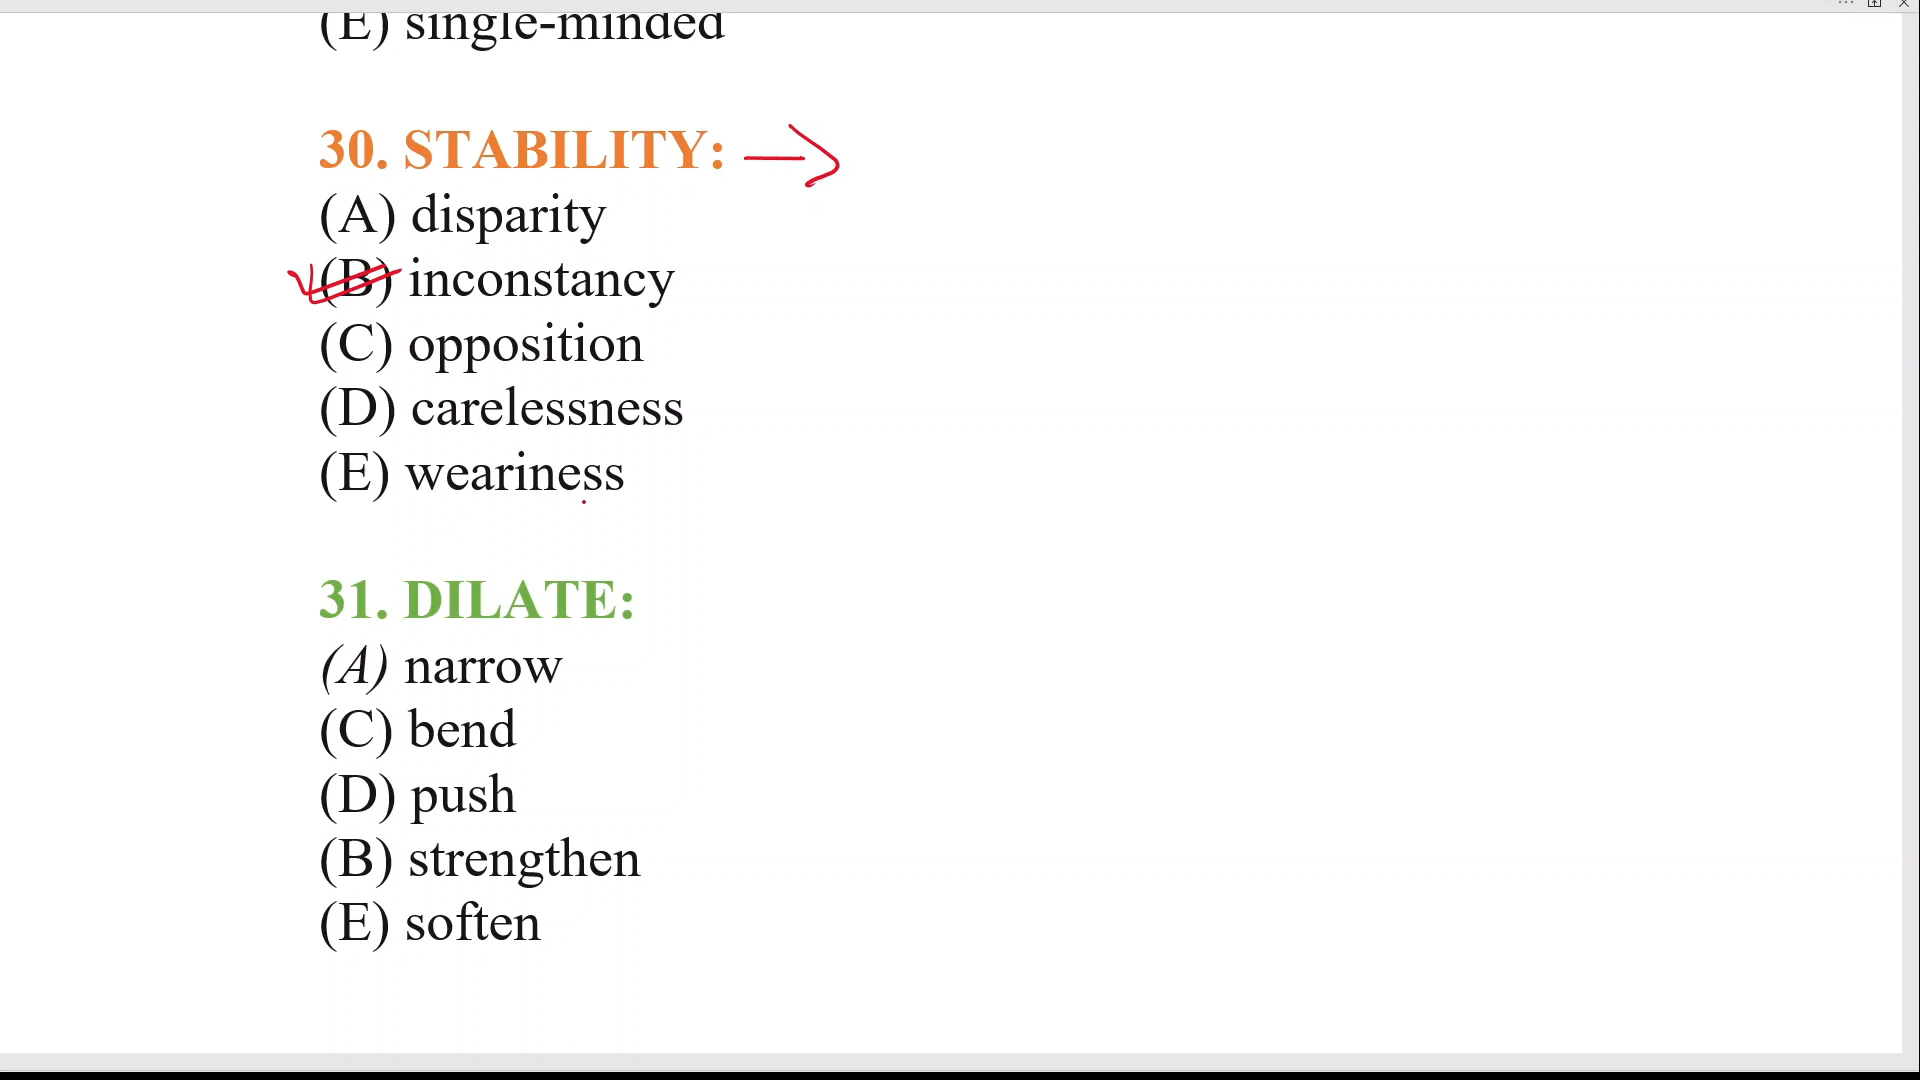 (E) single-minded
30. STABILITY:
(A) disparity
(B) inconstancy
(C) opposition
(D) carelessness
(E) weariness
31. DILATE:
(A) narrow
(C) bend
(D) push
(B) strengthen
(E) soften